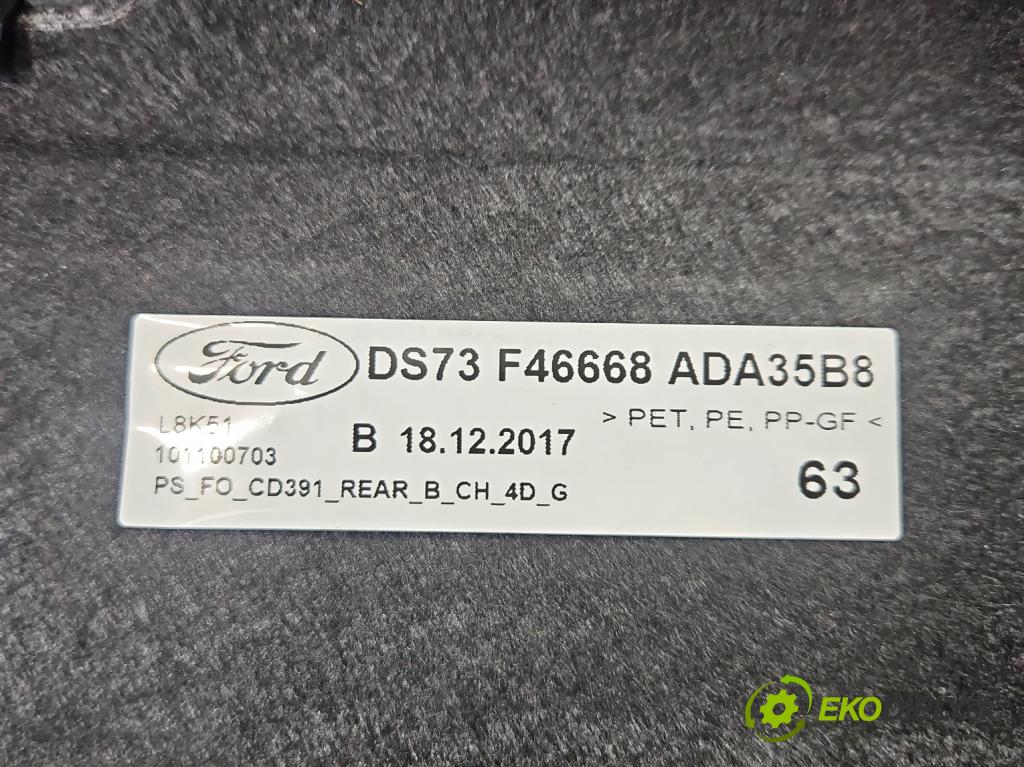 Ford DS73 F46668 ADA35B8
L8K51 > PET, PE, PP-GF <
B 18.12.2017
101100703 63
PS_FO_CD391_REAR_B_CH_4D_G
EKO